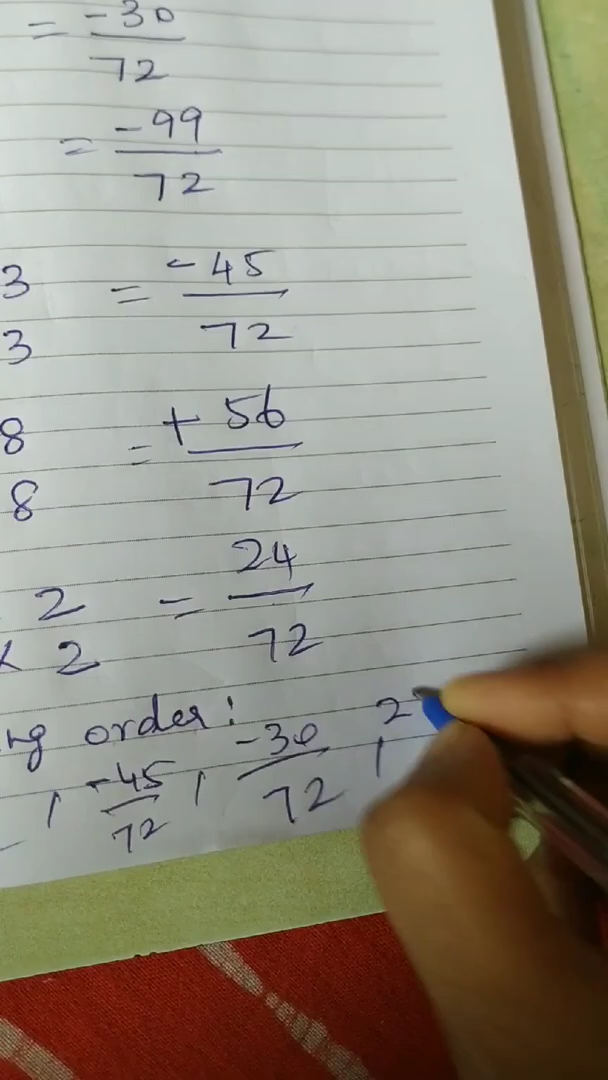 = -30
72
= -99
72
3 = -45
3 72
8 = + 56
8 72
2 = 24
× 2 72
ng order:
, -45 , -30 , 2
72 72